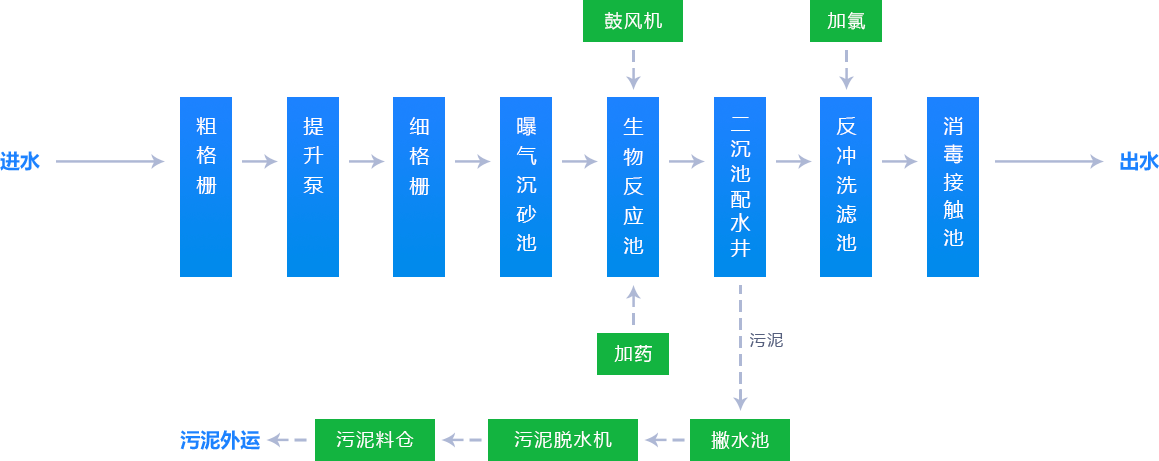 鼓风机
加氯
进水
粗格栅
提升泵
细格栅
曝气沉砂池
生物反应池
二沉池配水井
反冲洗滤池
消毒接触池
出水
加药
污泥
污泥外运
污泥料仓
污泥脱水机
撇水池